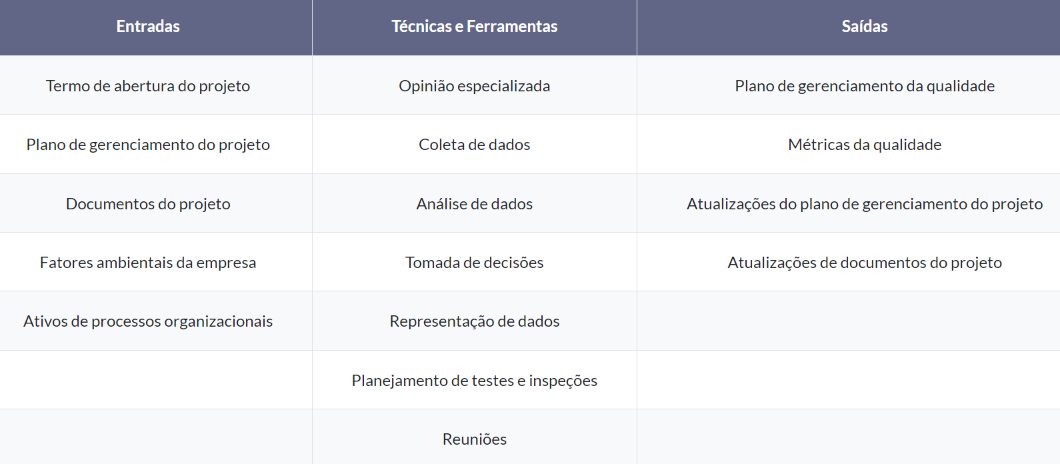 Entradas Técnicas e Ferramentas Saídas
Termo de abertura do projeto Opinião especializada Plano de gerenciamento da qualidade
Plano de gerenciamento do projeto Coleta de dados Métricas da qualidade
Documentos do projeto Análise de dados Atualizações do plano de gerenciamento do projeto
Fatores ambientais da empresa Tomada de decisões Atualizações de documentos do projeto
Ativos de processos organizacionais Representação de dados
Planejamento de testes e inspeções
Reuniões